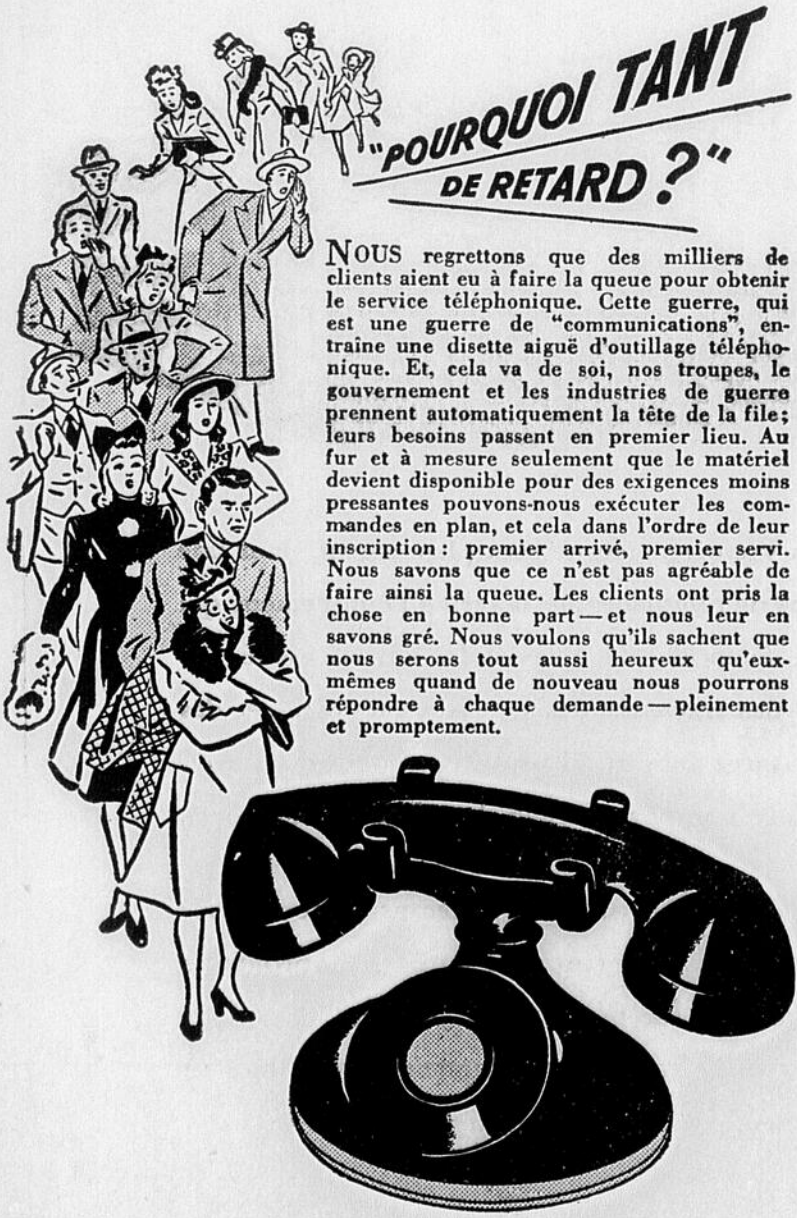 "POURQUOI TANT
DE RETARD?"
NOUS regrettons que des milliers de
clients aient eu à faire la queue pour obtenir
le service téléphonique. Cette guerre, qui
est une guerre de "communications", en-
traîne une disette aiguë d'outillage télépho-
nique. Et, cela va de soi, nos troupes, le
gouvernement et les industries de guerre
prennent automatiquement la tête de la file;
leurs besoins passent en premier lieu. Au
fur et à mesure seulement que le matériel
devient disponible pour des exigences moins
pressantes pouvons-nous exécuter les com-
mandes en plan, et cela dans l'ordre de leur
inscription : premier arrivé, premier servi.
Nous savons que ce n'est pas agréable de
faire ainsi la queue. Les clients ont pris la
chose en bonne part — et nous leur en
savons gré. Nous voulons qu'ils sachent que
nous serons tout aussi heureux qu'eux-
mêmes quand de nouveau nous pourrons
répondre à chaque demande — pleinement
et promptement.